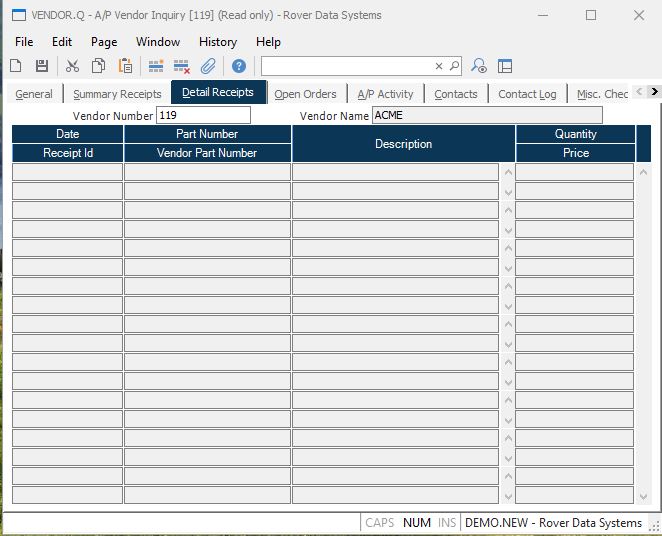 VENDOR.Q - A/P Vendor Inquiry [119] (Read only) - Rover Data Systems
File Edit Page Window History Help
General Summary Receipts Detail Receipts Open Orders A/P Activity Contacts Contact Log Misc. Chec
Vendor Number 119 Vendor Name ACME
Date Part Number Description Quantity
Receipt Id Vendor Part Number Price
CAPS NUM INS DEMO.NEW - Rover Data Systems